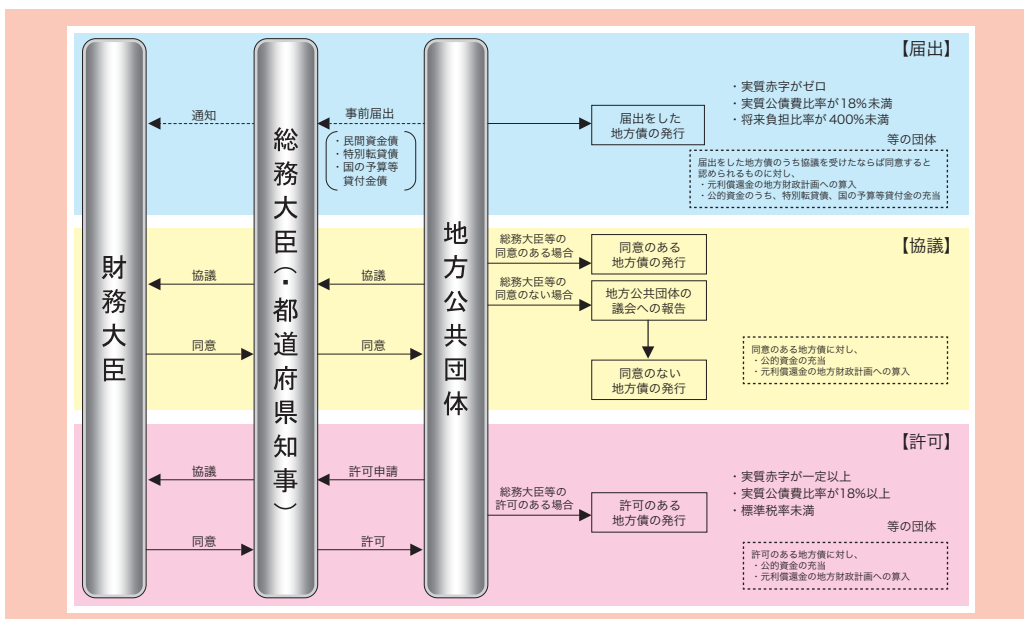 財務大臣
総務大臣（・都道府県知事）
地方公共団体
【届出】
通知
事前届出
・民間資金債
・特別転貸債
・国の予算等
貸付金債
届出をした
地方債の発行
・実質赤字がゼロ
・実質公債費比率が18％未満
・将来負担比率が400％未満
等の団体
届出をした地方債のうち協議を受けたならば同意すると
認められるものに対し、
・元利償還金の地方財政計画への算入
・公的資金のうち、特別転貸債、国の予算等貸付金の充当
【協議】
協議
協議
同意
同意
総務大臣等の
同意のある場合
同意のある
地方債の発行
総務大臣等の
同意のない場合
地方公共団体の
議会への報告
同意のない
地方債の発行
同意のある地方債に対し、
・公的資金の充当
・元利償還金の地方財政計画への算入
【許可】
協議
許可申請
同意
許可
総務大臣等の
許可のある場合
許可のある
地方債の発行
・実質赤字が一定以上
・実質公債費比率が18％以上
・標準税率未満
等の団体
許可のある地方債に対し、
・公的資金の充当
・元利償還金の地方財政計画への算入